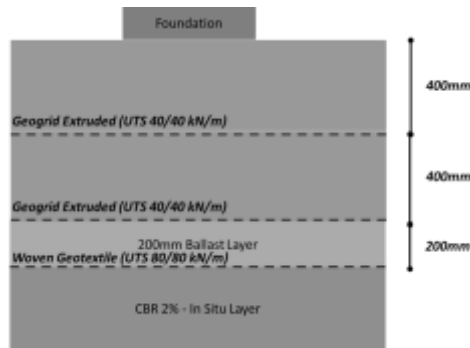 Foundation
400mm
Geogrid Extruded (UTS 40/40 kN/m)
400mm
Geogrid Extruded (UTS 40/40 kN/m)
200mm Ballast Layer
200mm
Woven Geotextile (UTS 80/80 kN/m)
CBR 2% - In Situ Layer